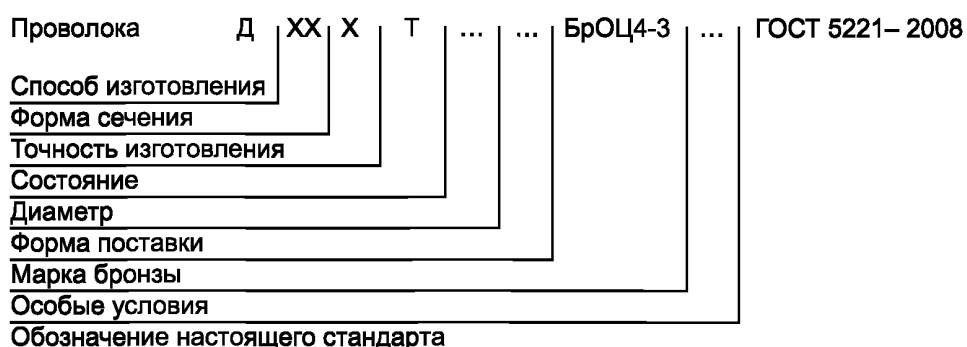 Проволока Д ХХ Х Т ... ... БрОЦ4-3 ... ГОСТ 5221– 2008
Способ изготовления
Форма сечения
Точность изготовления
Состояние
Диаметр
Форма поставки
Марка бронзы
Особые условия
Обозначение настоящего стандарта